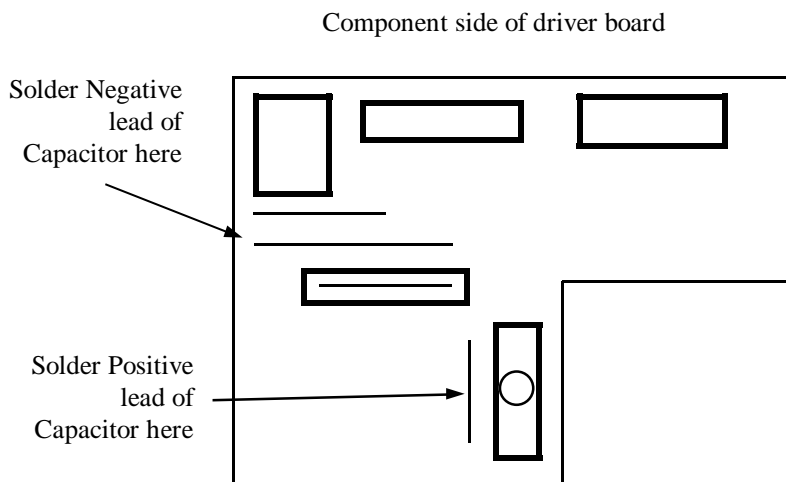 Component side of driver board
Solder Negative
lead of
Capacitor here
Solder Positive
lead of
Capacitor here